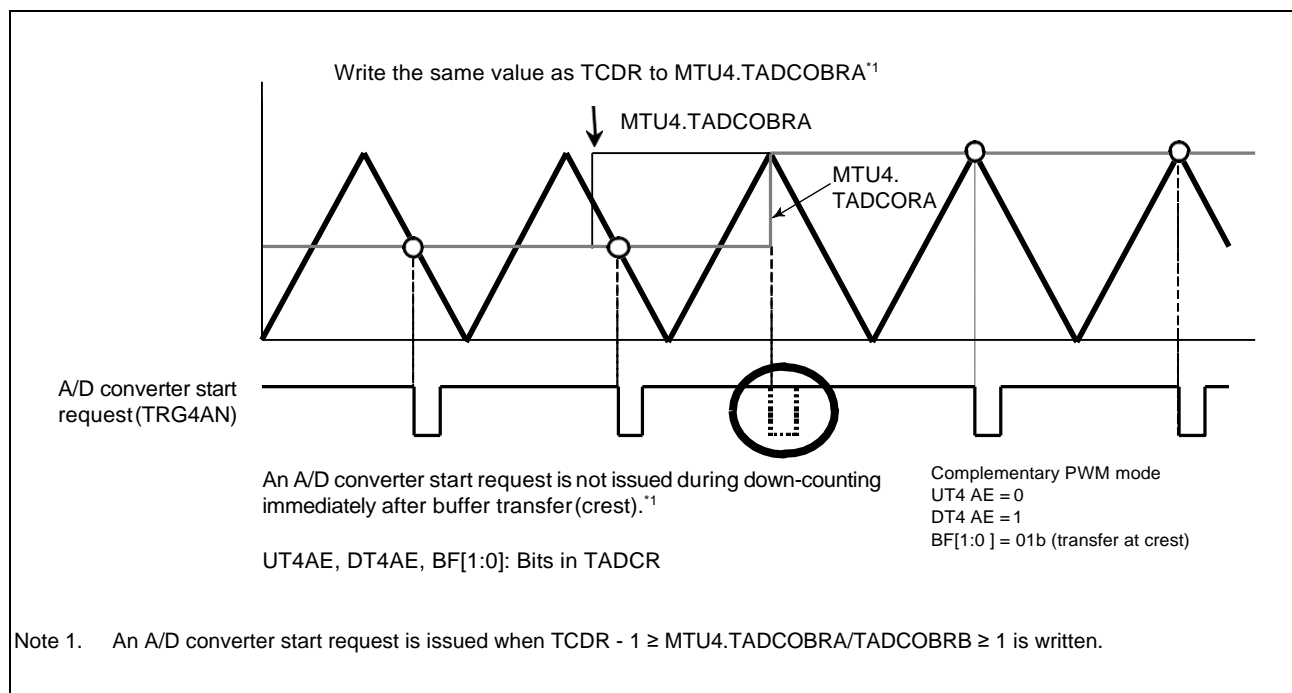 Write the same value as TCDR to MTU4.TADCOBRA*1
MTU4.TADCOBRA
MTU4.
TADCORA
A/D converter start
request(TRG4AN)
An A/D converter start request is not issued during down-counting
immediately after buffer transfer(crest).*1
UT4AE, DT4AE, BF[1:0]: Bits in TADCR
Complementary PWM mode
UT4 AE = 0
DT4 AE = 1
BF[1:0 ] = 01b (transfer at crest)
Note 1. An A/D converter start request is issued when TCDR - 1 ≥ MTU4.TADCOBRA/TADCOBRB ≥ 1 is written.